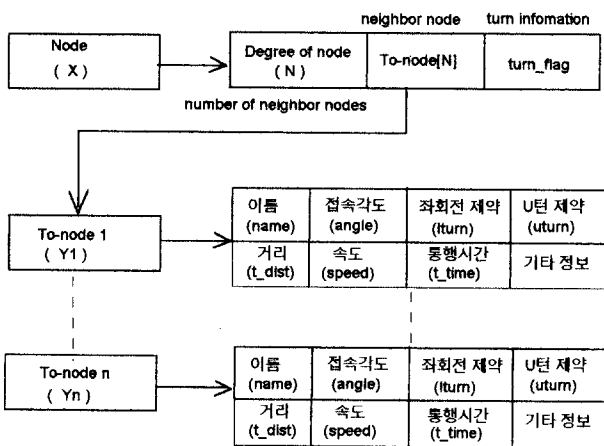 neighbor node turn infomation
Node
( X )
Degree of node
( N )
To-node[N}
turn_flag
number of neighbor nodes
To-node 1
( Y1 )
이름
(name)
접속각도
(angle)
좌회전 제약
(lturn)
U턴 제약
(uturn)
거리
(t_dist)
속도
(speed)
통행시간
(t_time)
기타 정보
To-node n
( Yn )
이름
(name)
접속각도
(angle)
좌회전 제약
(lturn)
U턴 제약
(uturn)
거리
(t_dist)
속도
(speed)
통행시간
(t_time)
기타 정보